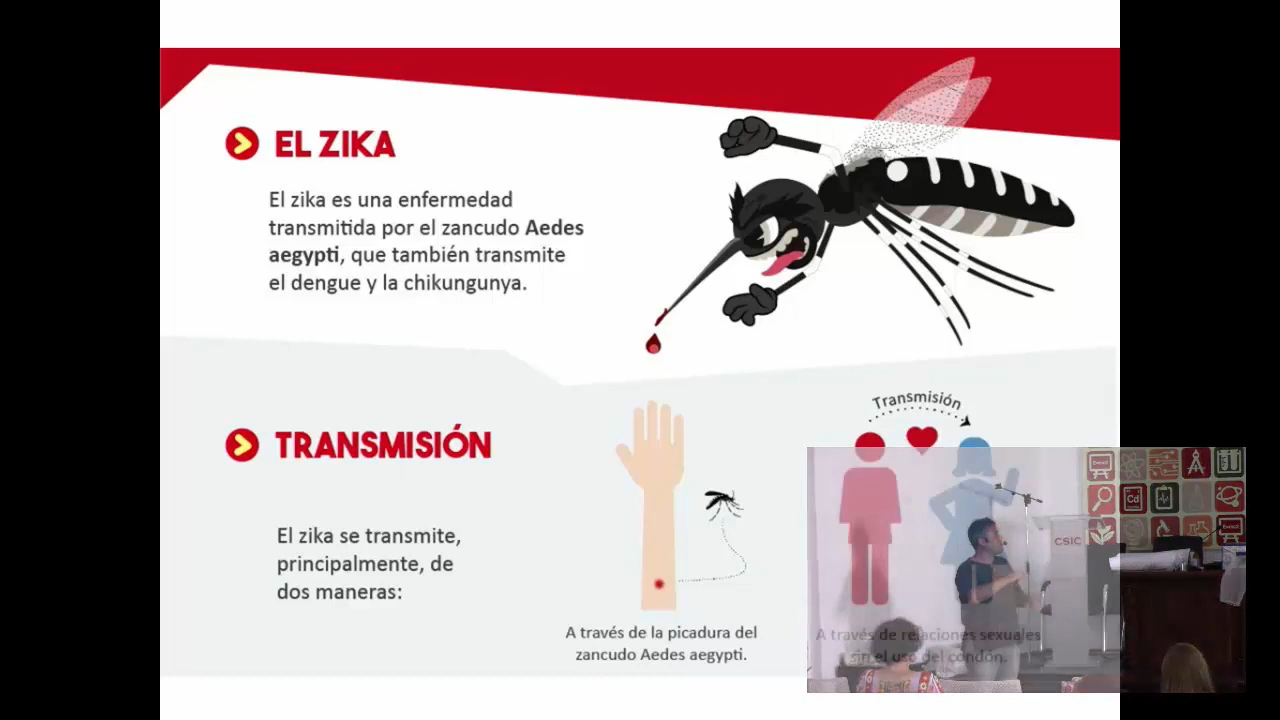 EL ZIKA
El zika es una enfermedad
transmitida por el zancudo Aedes
aegypti, que también transmite
el dengue y la chikungunya.
TRANSMISIÓN
El zika se transmite,
principalmente, de
dos maneras:
A través de la picadura del
zancudo Aedes aegypti.
Transmisión
A través de relaciones sexuales
sin el uso del condón.
CSIC
Cd